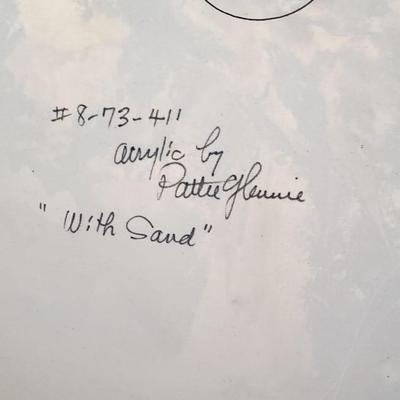 #8-73-411
acrylic by
Pattie Glennie
"With Sand"